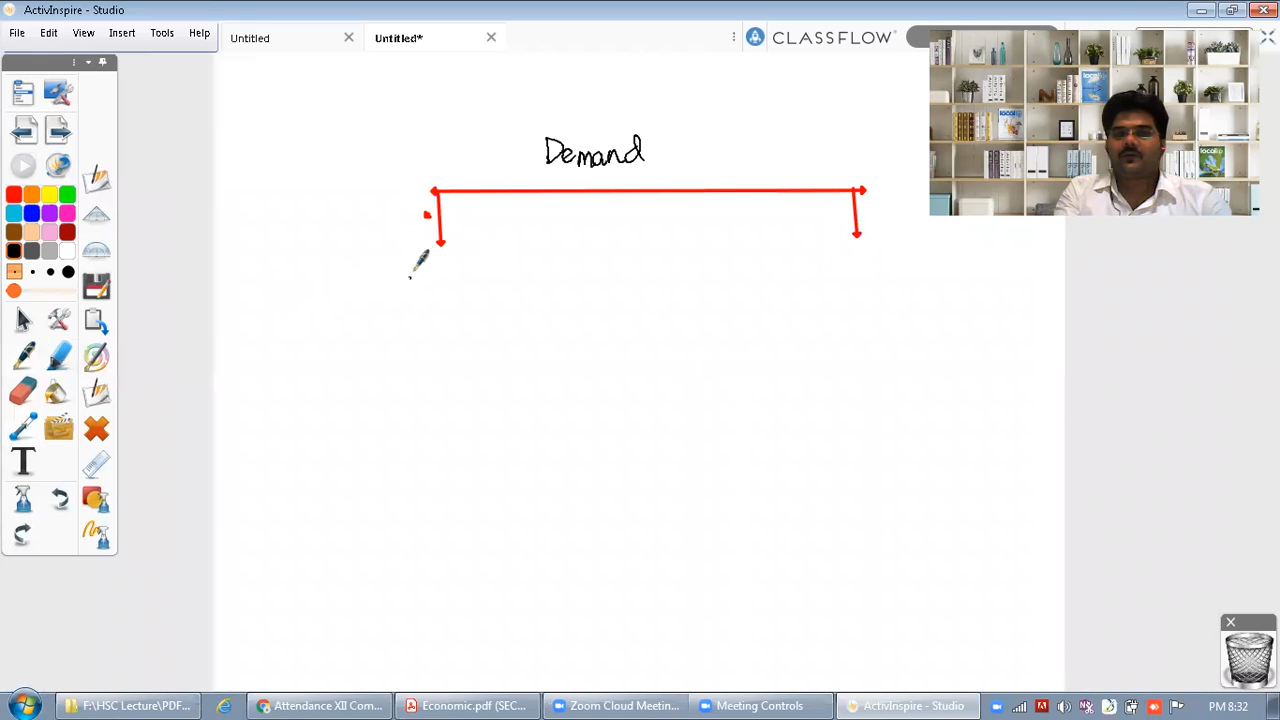 ActivInspire - Studio
File Edit View Insert Tools Help
Untitled
Untitled*
CLASSFLOW
Demand
F:\HSC Lecture\PDF...
Attendance XII Com...
Economic.pdf (SEC...
Zoom Cloud Meetin...
Meeting Controls
ActivInspire - Studio
PM 8:32